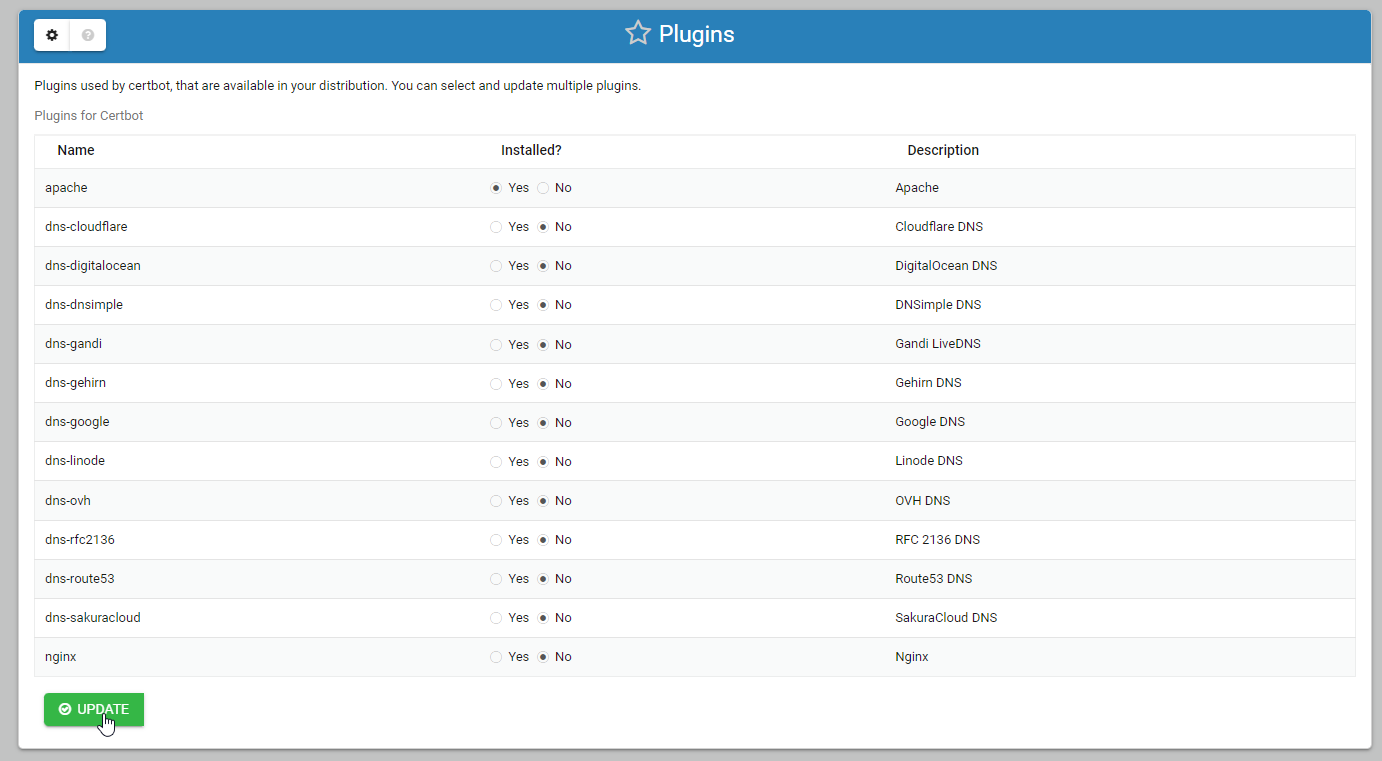 Plugins
Plugins used by certbot, that are available in your distribution. You can select and update multiple plugins.
Plugins for Certbot
Name Installed? Description
apache Yes No Apache
dns-cloudflare Yes No Cloudflare DNS
dns-digitalocean Yes No DigitalOcean DNS
dns-dnsimple Yes No DNSimple DNS
dns-gandi Yes No Gandi LiveDNS
dns-gehirn Yes No Gehirn DNS
dns-google Yes No Google DNS
dns-linode Yes No Linode DNS
dns-ovh Yes No OVH DNS
dns-rfc2136 Yes No RFC 2136 DNS
dns-route53 Yes No Route53 DNS
dns-sakuracloud Yes No SakuraCloud DNS
nginx Yes No Nginx
UPDATE